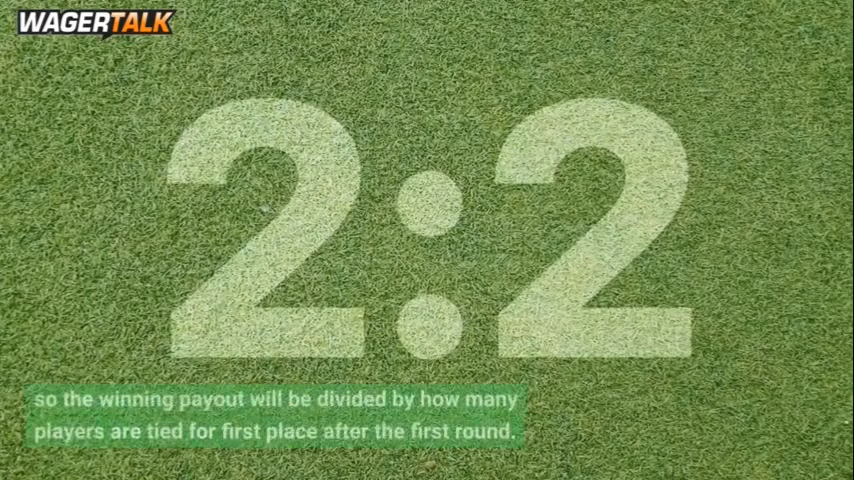 WAGERTALK
2:2
so the winning payout will be divided by how many
players are tied for first place after the first round.